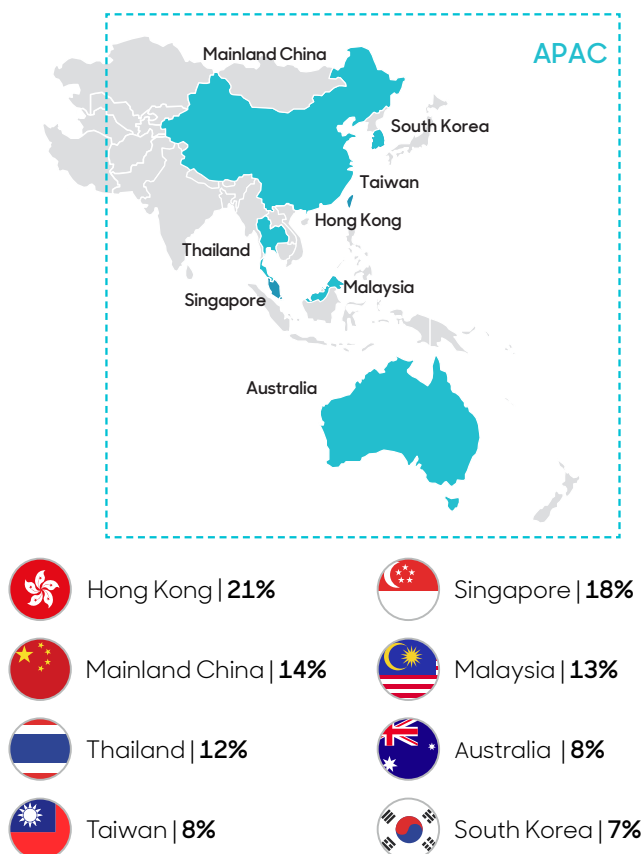 APAC
Mainland China
South Korea
Taiwan
Hong Kong
Thailand
Malaysia
Singapore
Australia
Hong Kong | 21%
Singapore | 18%
Mainland China | 14%
Malaysia | 13%
Thailand | 12%
Australia | 8%
Taiwan | 8%
South Korea | 7%